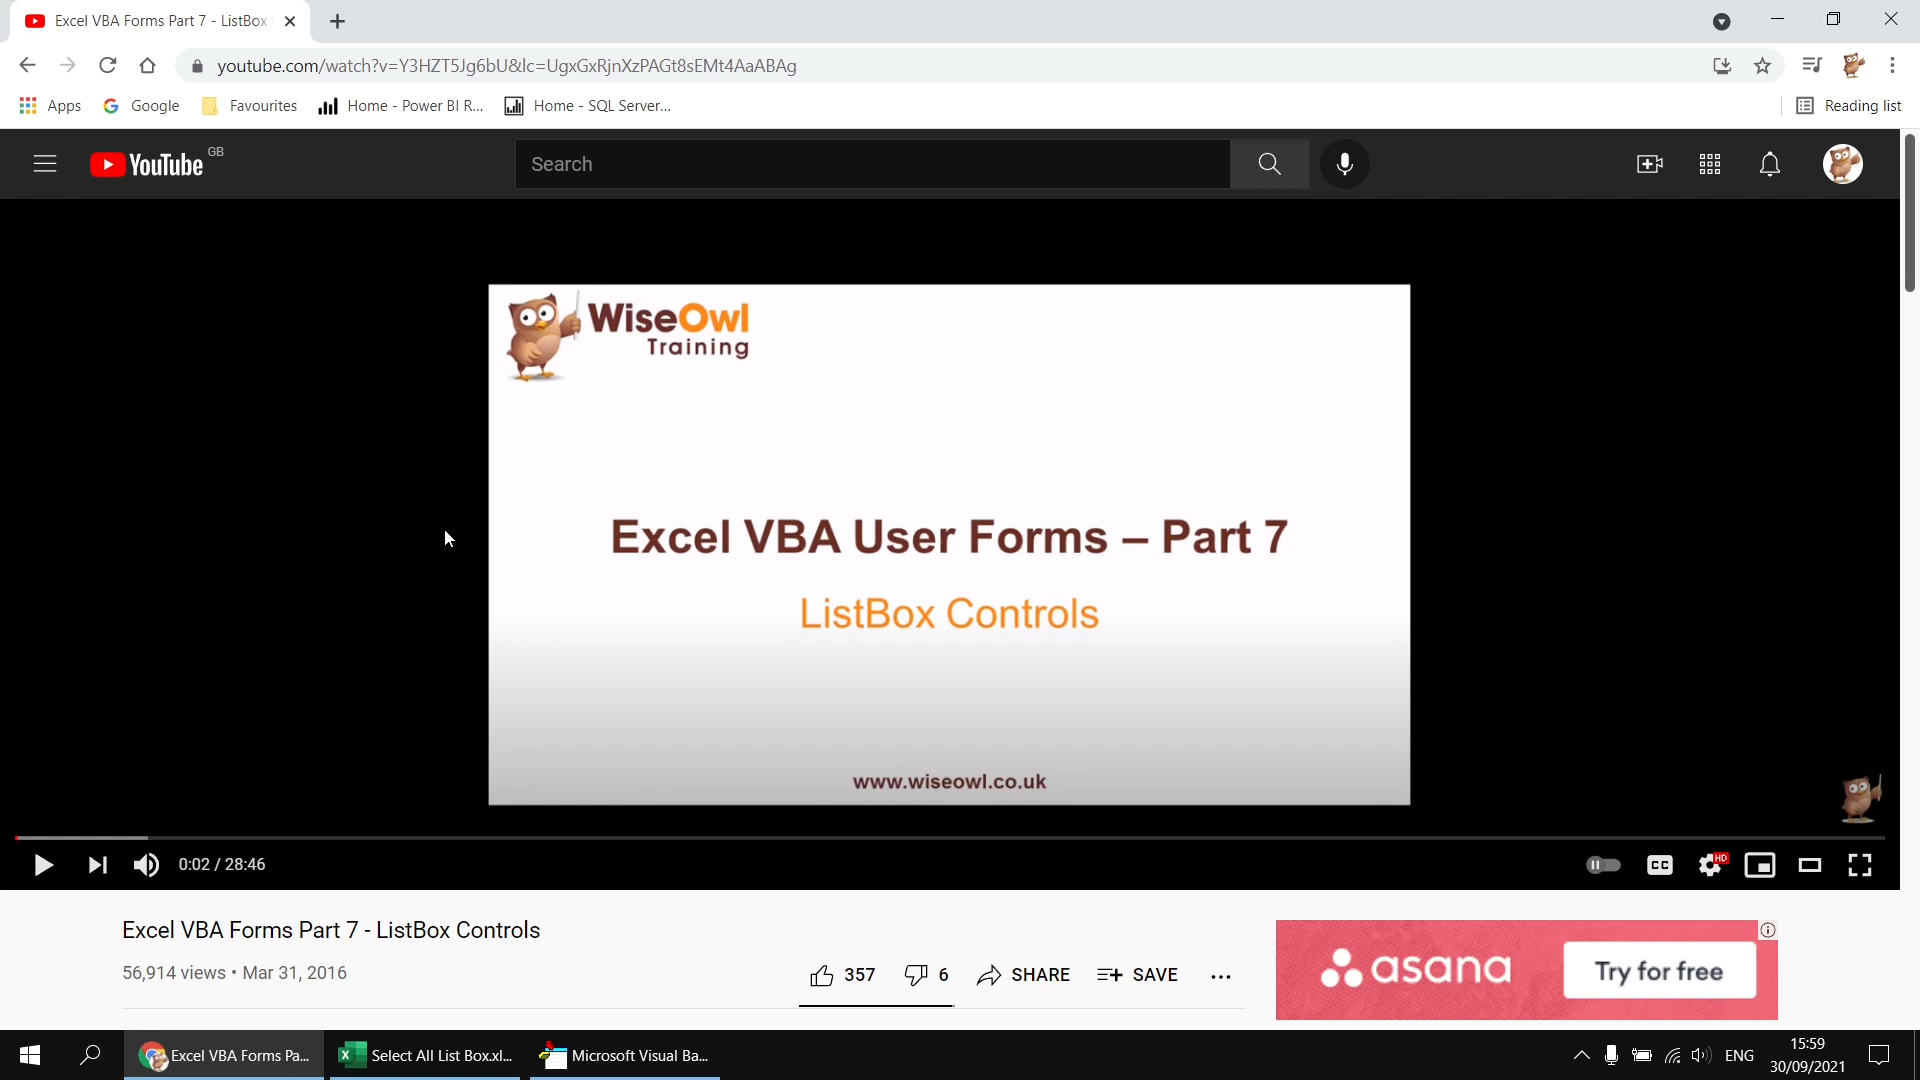 Excel VBA Forms Part 7 - ListBox
youtube.com/watch?v=Y3HZT5Jg6bU&lc=UgxGxRjnXzPAGt8sEMt4AaABAg
Apps Google Favourites Home - Power BI R... Home - SQL Server... Reading list
YouTube GB Search
WiseOwl
Training
Excel VBA User Forms – Part 7
ListBox Controls
www.wiseowl.co.uk
0:02 / 28:46 CC HD
Excel VBA Forms Part 7 - ListBox Controls
56,914 views • Mar 31, 2016
357 6 SHARE SAVE
asana Try for free
Excel VBA Forms Pa... Select All List Box.xl... Microsoft Visual Ba... ENG
15:59
30/09/2021